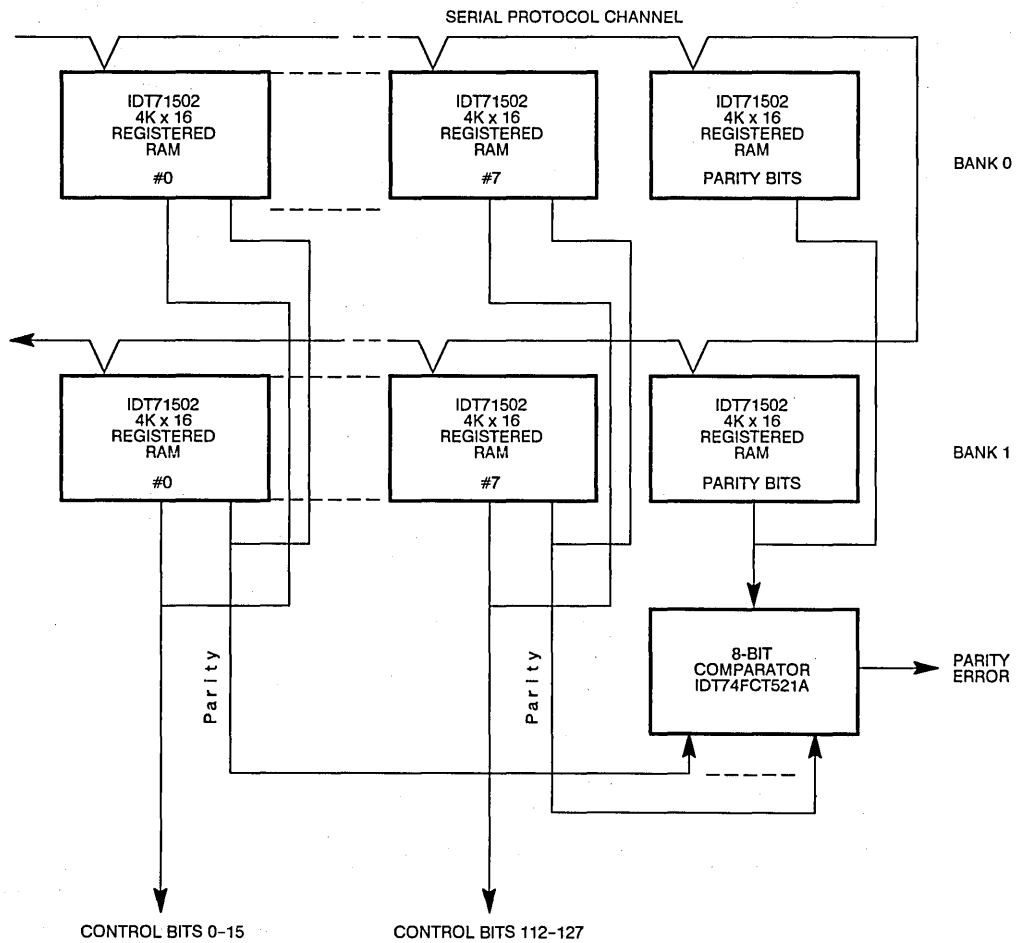 SERIAL PROTOCOL CHANNEL
IDT71502
4K x 16
REGISTERED
RAM
#0
IDT71502
4K x 16
REGISTERED
RAM
#7
IDT71502
4K x 16
REGISTERED
RAM
PARITY BITS
BANK 0
IDT71502
4K x 16
REGISTERED
RAM
#0
IDT71502
4K x 16
REGISTERED
RAM
#7
IDT71502
4K x 16
REGISTERED
RAM
PARITY BITS
BANK 1
Parity
Parity
8-BIT
COMPARATOR
IDT74FCT521A
PARITY
ERROR
CONTROL BITS 0-15
CONTROL BITS 112-127